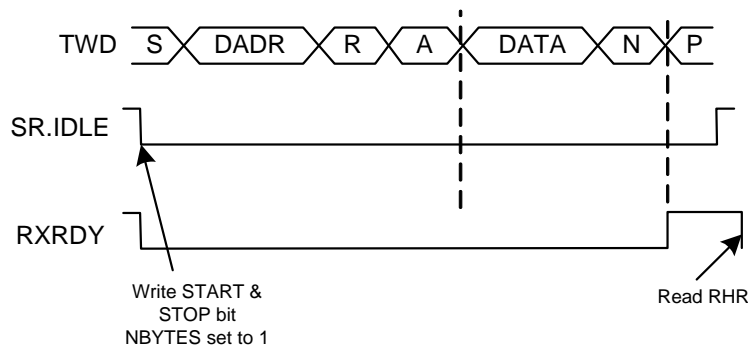 TWD S DADR R A DATA N P
SR.IDLE
RXRDY
Write START &
STOP bit
NBYTES set to 1
Read RHR